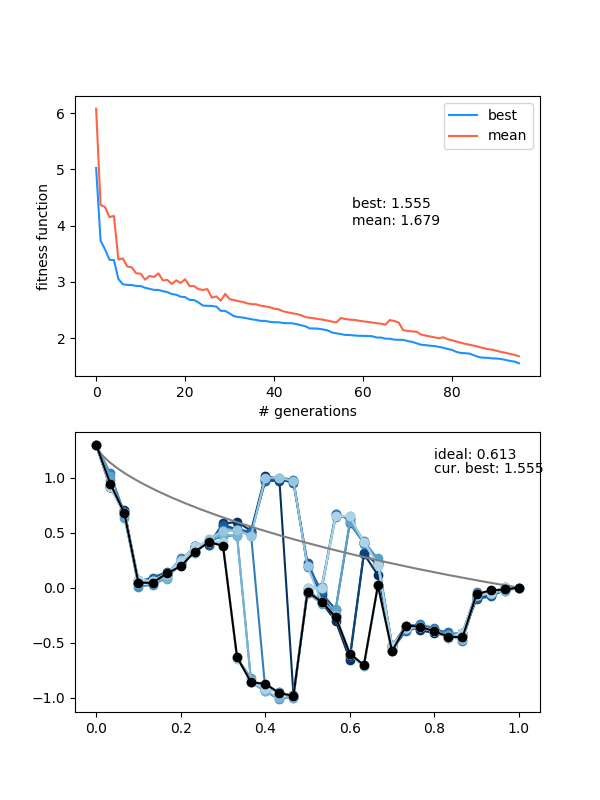 6
5
4
3
2
fitness function
best
mean
best: 1.555
mean: 1.679
0
20
40
60
80
# generations
1.0
0.5
0.0
−0.5
−1.0
ideal: 0.613
cur. best: 1.555
0.0
0.2
0.4
0.6
0.8
1.0